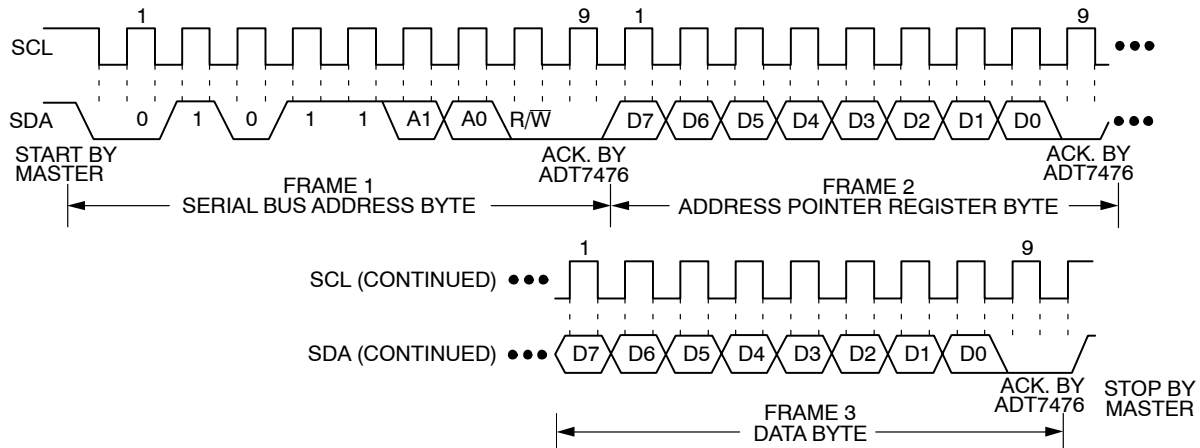 1 9 1 9
SCL
SDA 0 1 0 1 1 A1 A0 R/W̅ D7 D6 D5 D4 D3 D2 D1 D0
START BY
MASTER
ACK. BY
ADT7476
ACK. BY
ADT7476
FRAME 1
SERIAL BUS ADDRESS BYTE
FRAME 2
ADDRESS POINTER REGISTER BYTE
1 9
SCL (CONTINUED)
SDA (CONTINUED) D7 D6 D5 D4 D3 D2 D1 D0
ACK. BY
ADT7476
STOP BY
MASTER
FRAME 3
DATA BYTE